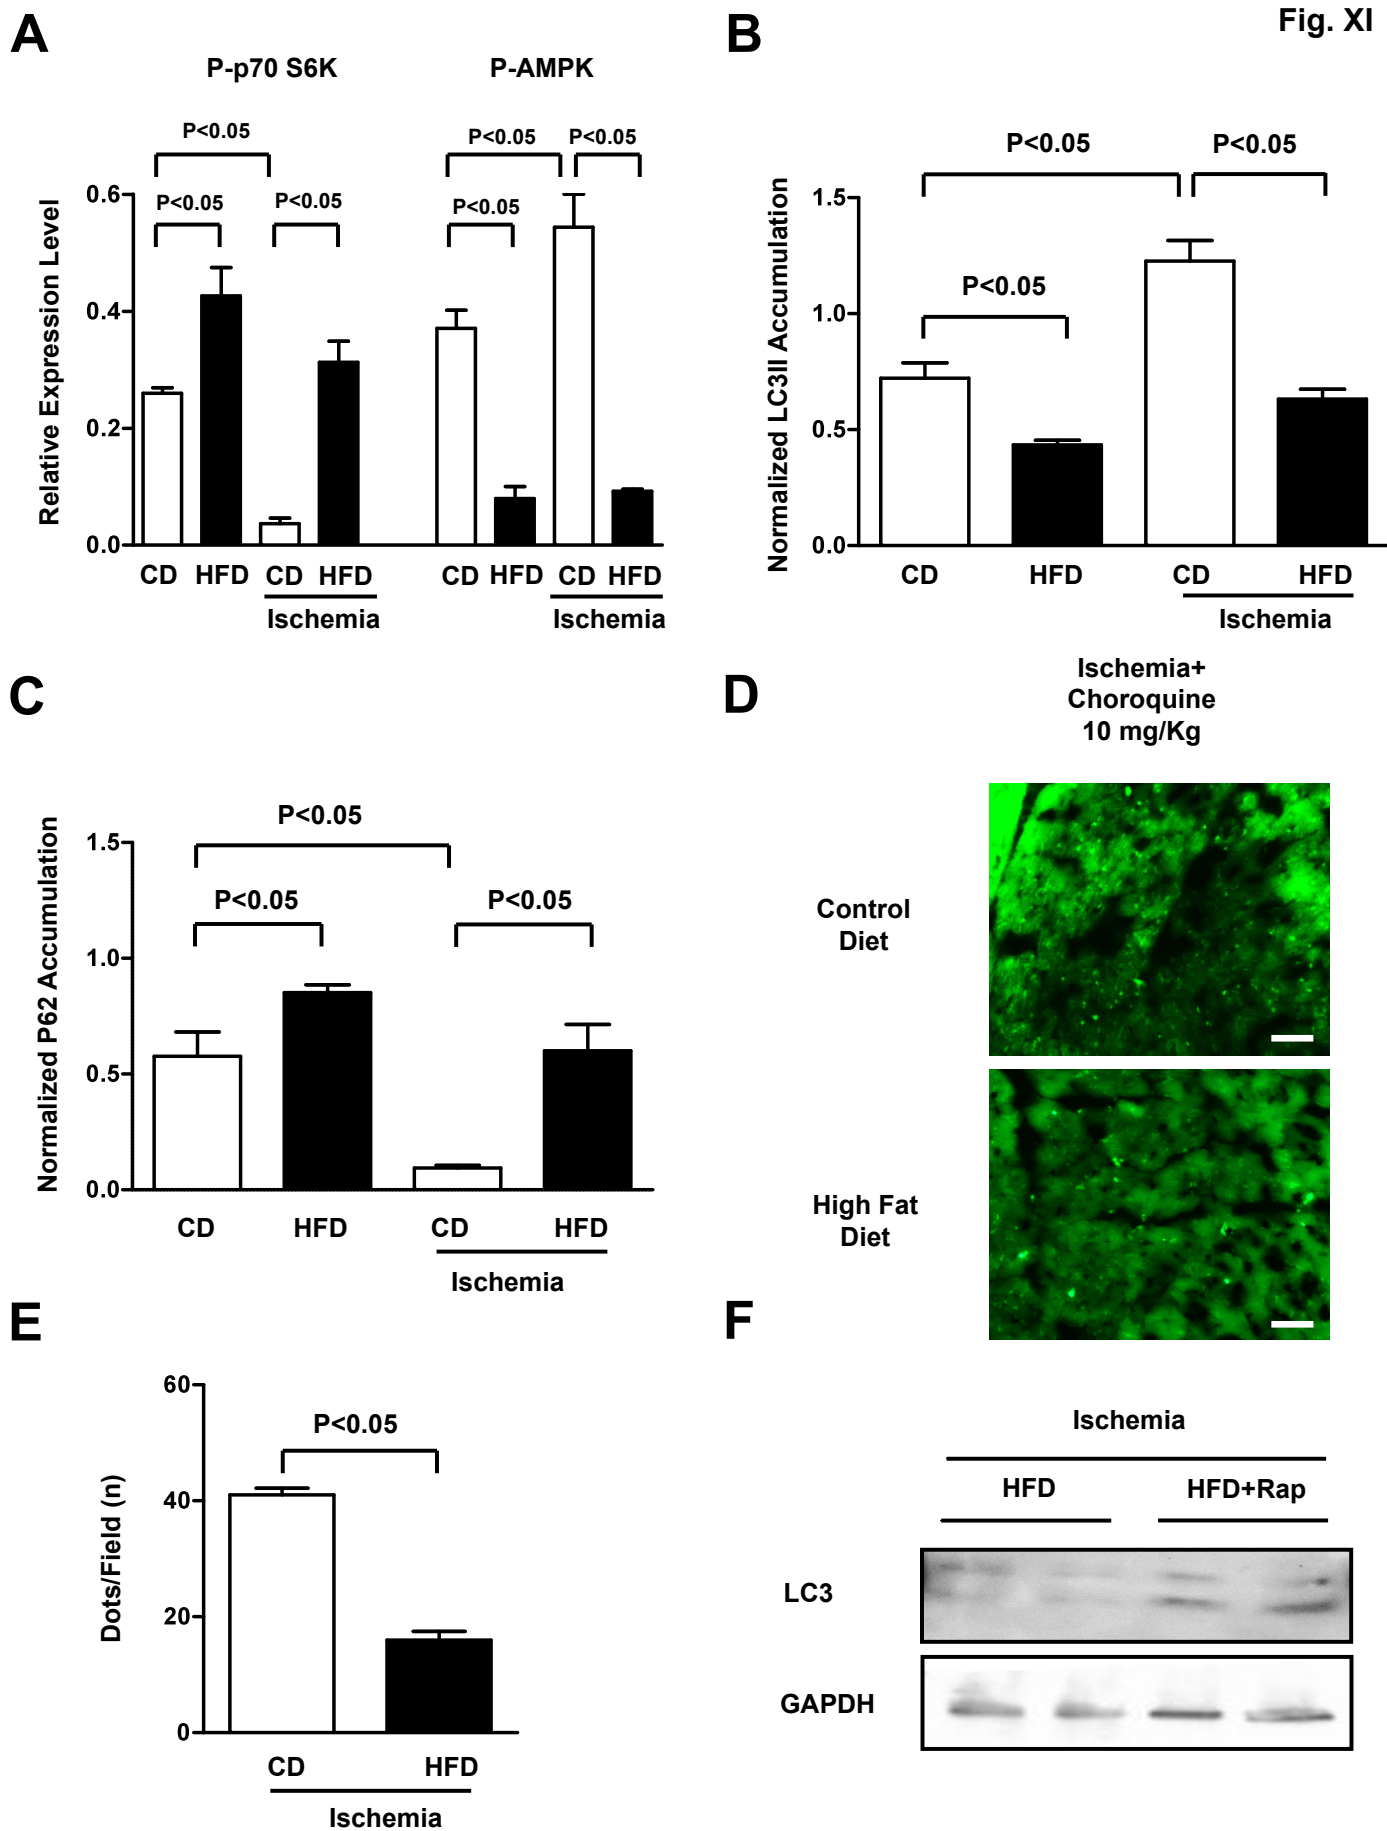 Fig. XI
A
P-p70 S6K
P-AMPK
P<0.05
P<0.05
P<0.05
P<0.05
P<0.05
P<0.05
Relative Expression Level
0.6
0.4
0.2
0.0
CD HFD CD HFD CD HFD CD HFD
Ischemia
Ischemia
B
P<0.05
P<0.05
P<0.05
Normalized LC3II Accumulation
1.5
1.0
0.5
0.0
CD HFD CD HFD
Ischemia
C
P<0.05
P<0.05
P<0.05
Normalized P62 Accumulation
1.5
1.0
0.5
0.0
CD HFD CD HFD
Ischemia
D
Ischemia+
Choroquine
10 mg/Kg
Control
Diet
High Fat
Diet
E
P<0.05
Dots/Field (n)
60
40
20
0
CD HFD
Ischemia
F
Ischemia
HFD HFD+Rap
LC3
GAPDH